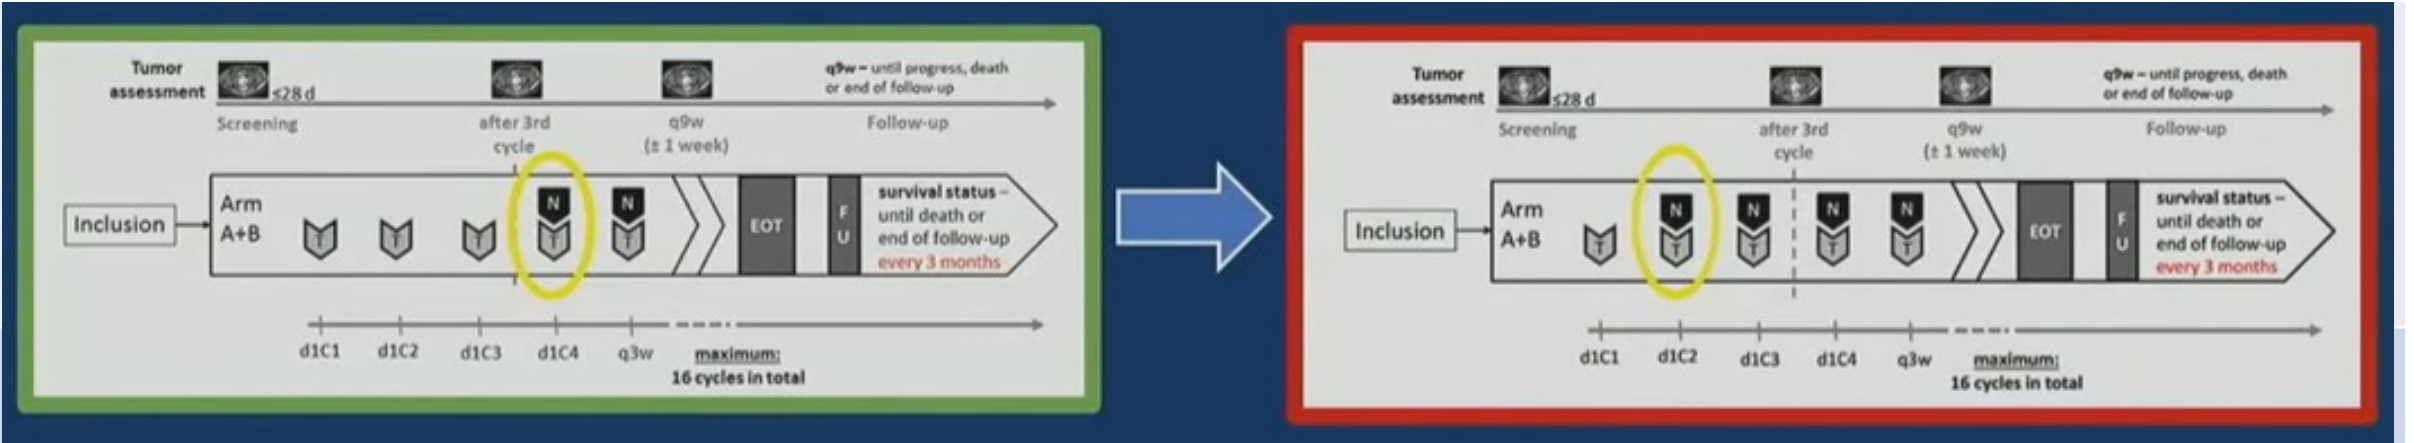 Tumor
assessment
≤28 d
q9w – until progress, death
or end of follow-up
Screening
after 3rd
cycle
q9w
(± 1 week)
Follow-up
Inclusion
Arm
A+B
T
T
T
N
T
N
T
EOT
F
U
survival status –
until death or
end of follow-up
every 3 months
d1C1
d1C2
d1C3
d1C4
q3w
maximum:
16 cycles in total
Tumor
assessment
≤28 d
q9w – until progress, death
or end of follow-up
Screening
after 3rd
cycle
q9w
(± 1 week)
Follow-up
Inclusion
Arm
A+B
T
N
T
N
T
N
T
N
T
EOT
F
U
survival status –
until death or
end of follow-up
every 3 months
d1C1
d1C2
d1C3
d1C4
q3w
maximum:
16 cycles in total